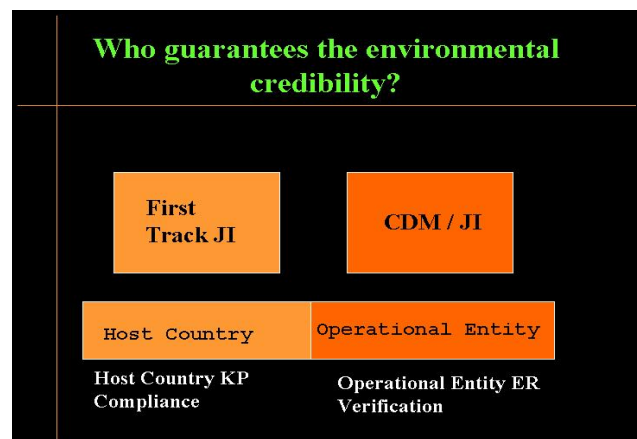 Who guarantees the environmental
credibility?
First
Track JI
CDM / JI
Host Country
Operational Entity
Host Country KP
Compliance
Operational Entity ER
Verification